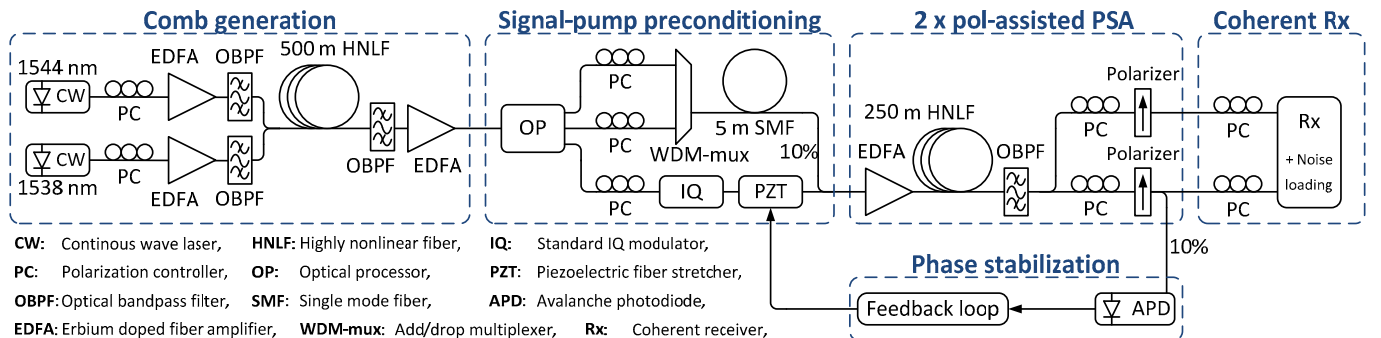 Comb generation
Signal-pump preconditioning
2 x pol-assisted PSA
Coherent Rx
1544 nm
CW
PC
EDFA
OBPF
500 m HNLF
CW
1538 nm
PC
EDFA
OBPF
OBPF
EDFA
OP
PC
PC
WDM-mux
5 m SMF
10%
PC
IQ
PZT
EDFA
250 m HNLF
OBPF
PC
Polarizer
PC
Polarizer
10%
PC
PC
Rx
+ Noise
loading
Phase stabilization
Feedback loop
APD
CW: Continous wave laser, HNLF: Highly nonlinear fiber, IQ: Standard IQ modulator,
PC: Polarization controller, OP: Optical processor, PZT: Piezoelectric fiber stretcher,
OBPF: Optical bandpass filter, SMF: Single mode fiber, APD: Avalanche photodiode,
EDFA: Erbium doped fiber amplifier, WDM-mux: Add/drop multiplexer, Rx: Coherent receiver,